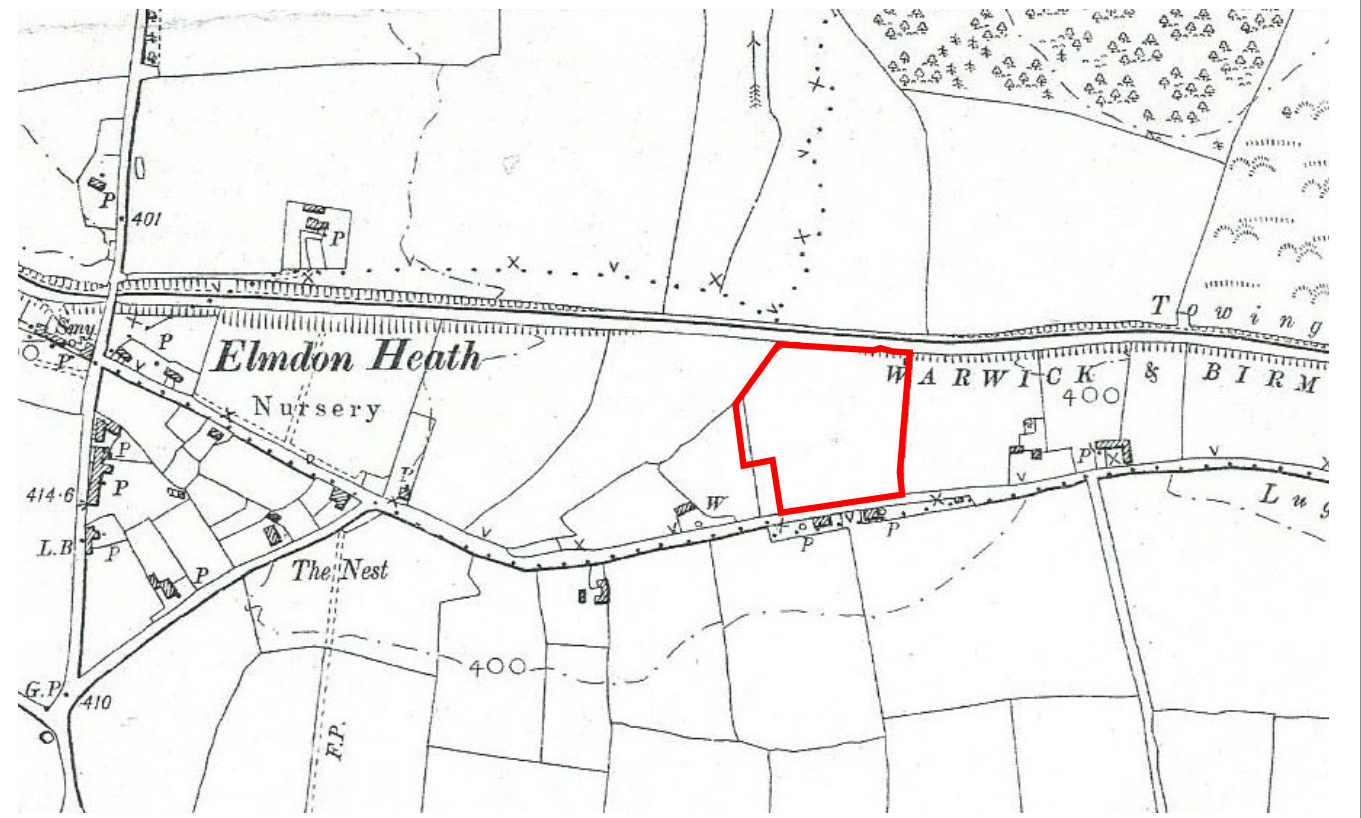 P
401
P
Smy
P
P
Elmdon Heath
Nursery
Towing
WARWICK & BIRM
400
P
P
P
414·6
L.B
P
P
W
P
P
Lug
The Nest
400
G.P
410
F.P.